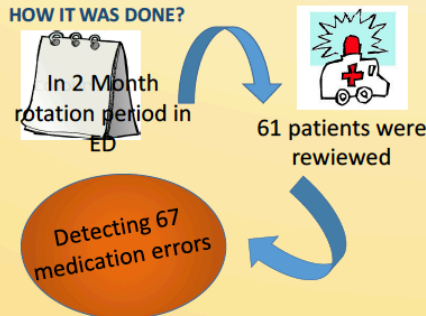 HOW IT WAS DONE?
In 2 Month
rotation period in
ED
61 patients were
rewiewed
Detecting 67
medication errors